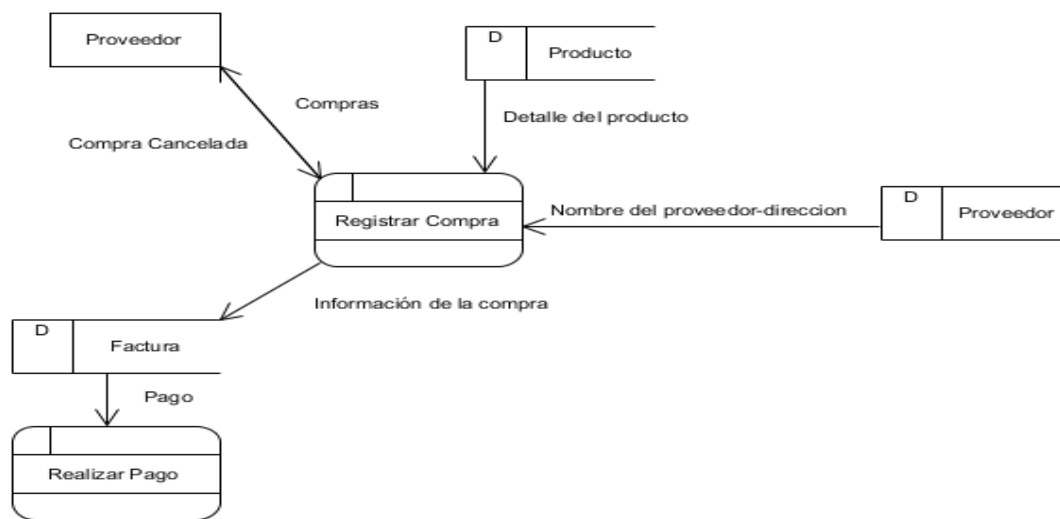 Proveedor
D
Producto
Compras
Detalle del producto
Compra Cancelada
Nombre del proveedor-direccion
D
Proveedor
Registrar Compra
Información de la compra
D
Factura
Pago
Realizar Pago